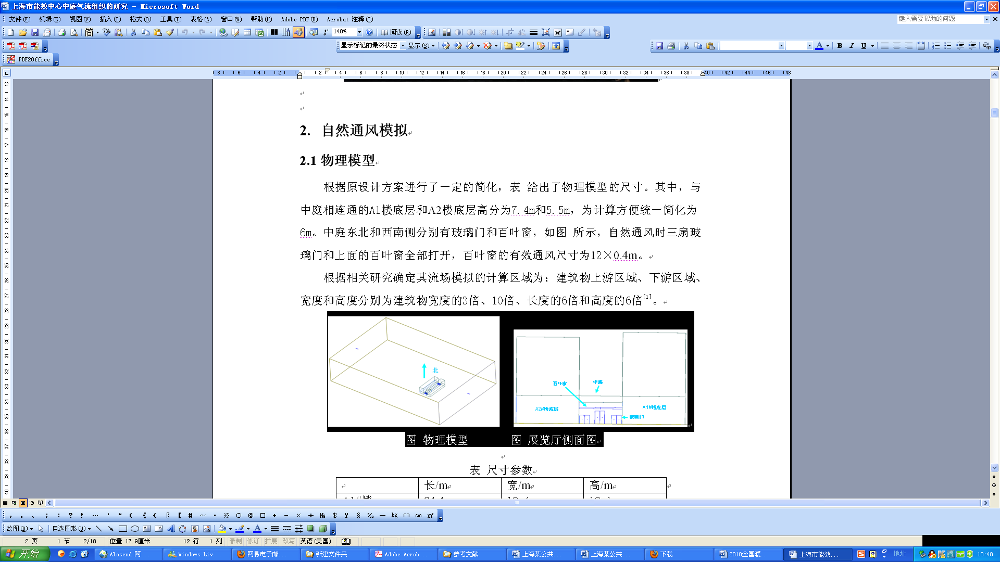 上海市能效中心中庭气流组织的研究 - Microsoft Word
文件(F) 编辑(E) 视图(V) 插入(I) 格式(O) 工具(T) 表格(A) 窗口(W) 帮助(H) Adobe PDF(B) Acrobat 注释(C)
键入需要帮助的问题
140%
阅读(R)
显示标记的最终状态 显示(S)
PDF2Office
2. 自然通风模拟
2.1 物理模型
根据原设计方案进行了一定的简化，表 给出了物理模型的尺寸。其中，与
中庭相连通的A1楼底层和A2楼底层高分为7.4m和5.5m，为计算方便统一简化为
6m。中庭东北和西南侧分别有玻璃门和百叶窗，如图 所示，自然通风时三扇玻
璃门和上面的百叶窗全部打开，百叶窗的有效通风尺寸为12×0.4m。
根据相关研究确定其流场模拟的计算区域为：建筑物上游区域、下游区域、
宽度和高度分别为建筑物宽度的3倍、10倍、长度的6倍和高度的6倍[1]。
北
百叶窗 中庭
A2#楼底层 A1#楼底层
玻璃门
图 物理模型 图 展览厅侧面图
表 尺寸参数
长/m 宽/m 高/m
绘图(D) 自选图形(U)
2 页 1 节 2/18 位置 17.9厘米 12 行 1 列 录制 修订 扩展 改写 英语(美国)
开始 Alasend 阿... Windows Liv... 网易电子邮... 新建文件夹 Adobe Acrob... 参考文献 上海某公共... 上海某公共... 下载 2010全国暖... 上海市能效... 地址 10:48